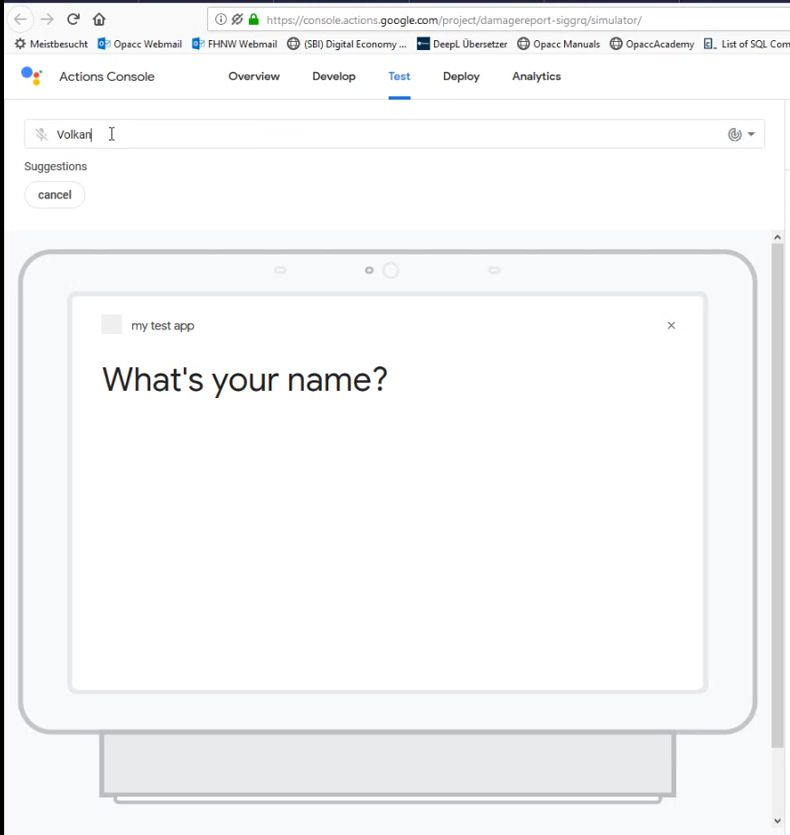 https://console.actions.google.com/project/damagereport-siggrq/simulator/
Meistbesucht Opacc Webmail FHNW Webmail (SBI) Digital Economy ... DeepL Übersetzer Opacc Manuals OpaccAcademy List of SQL Com
Actions Console Overview Develop Test Deploy Analytics
Volkan
Suggestions
cancel
my test app
What's your name?